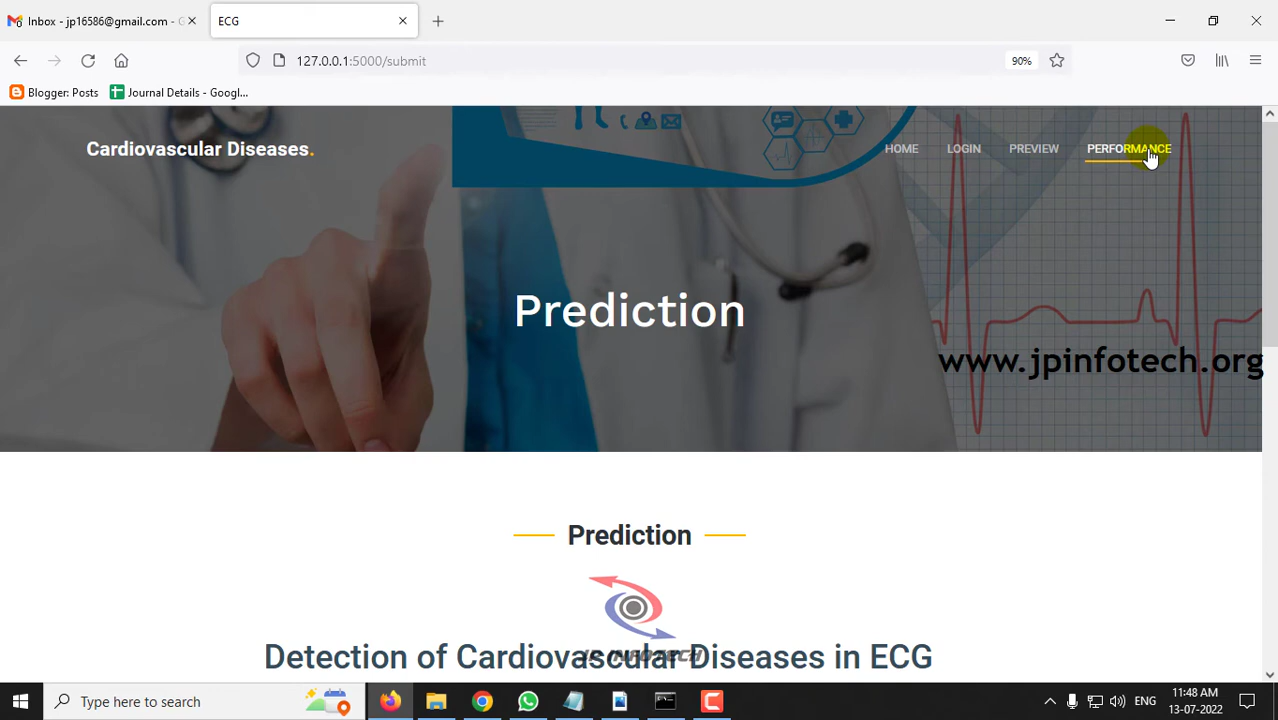 Inbox - jp16586@gmail.com - G
ECG
127.0.0.1:5000/submit
90%
Blogger: Posts
Journal Details - Googl...
Cardiovascular Diseases.
HOME
LOGIN
PREVIEW
PERFORMANCE
Prediction
www.jpinfotech.org
Prediction
JP INFOTECH
Detection of Cardiovascular Diseases in ECG
Type here to search
ENG
11:48 AM
13-07-2022